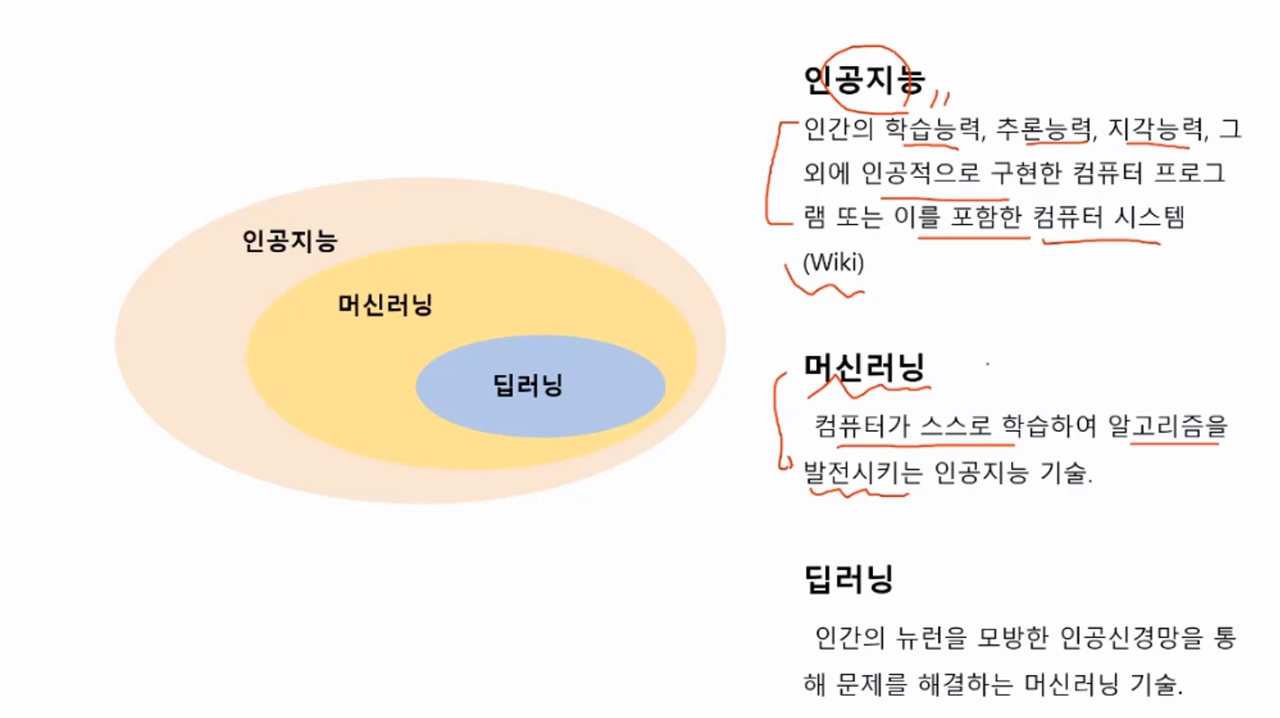 인공지능
머신러닝
딥러닝
인공지능
인간의 학습능력, 추론능력, 지각능력, 그
외에 인공적으로 구현한 컴퓨터 프로그
램 또는 이를 포함한 컴퓨터 시스템
(Wiki)
머신러닝
컴퓨터가 스스로 학습하여 알고리즘을
발전시키는 인공지능 기술.
딥러닝
인간의 뉴런을 모방한 인공신경망을 통
해 문제를 해결하는 머신러닝 기술.